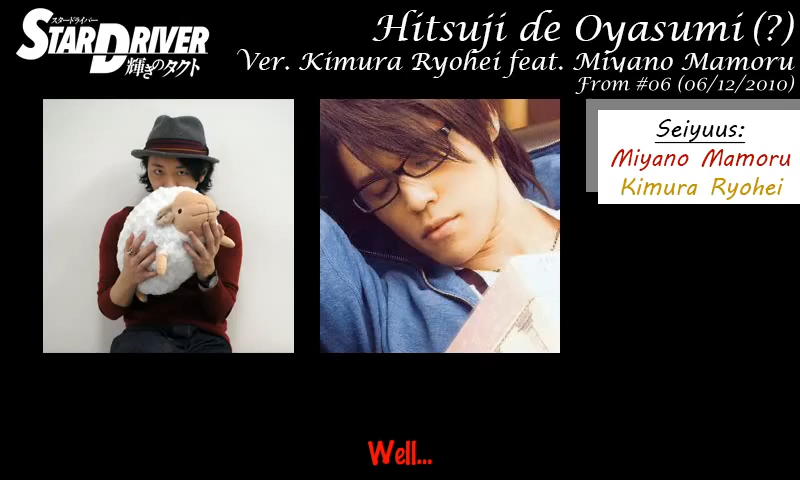 スタードライバー
STAR DRIVER
輝きのタクト
Hitsuji de Oyasumi (?)
Ver. Kimura Ryohei feat. Miyano Mamoru
From #06 (06/12/2010)
Seiyuus:
Miyano Mamoru
Kimura Ryohei
Well...